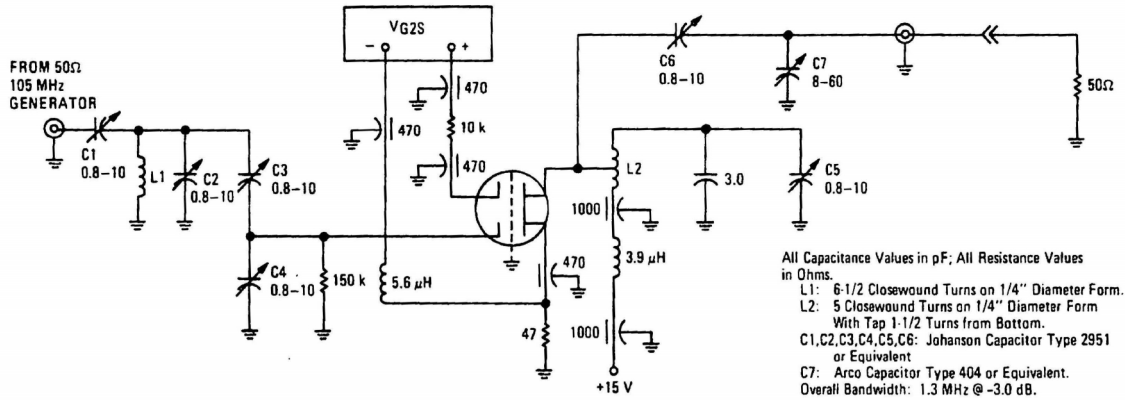 VG2S
- +
FROM 50Ω
105 MHz
GENERATOR
C1
0.8-10
L1
C2
0.8-10
C3
0.8-10
C4
0.8-10
150 k
5.6 μH
470
470
10 k
470
470
47
C6
0.8-10
C7
8-60
50Ω
L2
3.0
C5
0.8-10
1000
3.9 μH
1000
+15 V
All Capacitance Values in pF; All Resistance Values
in Ohms.
L1: 6-1/2 Closewound Turns on 1/4" Diameter Form.
L2: 5 Closewound Turns on 1/4" Diameter Form
With Tap 1-1/2 Turns from Bottom.
C1,C2,C3,C4,C5,C6: Johanson Capacitor Type 2951
or Equivalent
C7: Arco Capacitor Type 404 or Equivalent.
Overall Bandwidth: 1.3 MHz @ -3.0 dB.